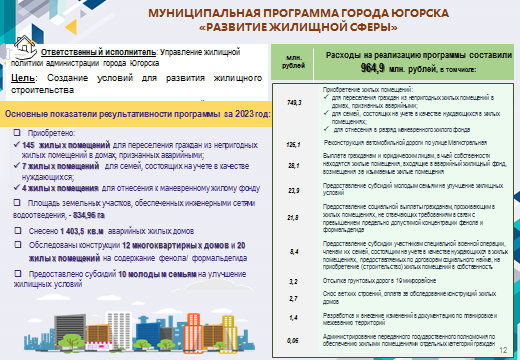 МУНИЦИПАЛЬНАЯ ПРОГРАММА ГОРОДА ЮГОРСКА
«РАЗВИТИЕ ЖИЛИЩНОЙ СФЕРЫ»
Ответственный исполнитель: Управление жилищной
политики администрации города Югорска
Цель: Создание условий для развития жилищного
строительства
Основные показатели результативности программы за 2023 год:
Приобретено:
145 жилых помещений для переселения граждан из непригодных
жилых помещений в домах, признанных аварийными;
7 жилых помещений для семей, состоящих на учете в качестве
нуждающихся;
4 жилых помещения для отнесения к маневренному жилому фонду
Площадь земельных участков, обеспеченных инженерными сетями
водоотведения, - 834,96 га
Снесено 1 403,5 кв.м аварийных жилых домов
Обследованы конструкции 12 многоквартирных домов и 20
жилых помещений на содержание фенола/ формальдегида
Предоставлено субсидий 10 молодым семьям на улучшение
жилищных условий
млн.
рублей
Расходы на реализацию программы составили
964,9 млн. рублей, в том числе:
749,3
Приобретение жилых помещений:
для переселения граждан из непригодных жилых помещений в
домах, признанных аварийными;
для семей, состоящих на учете в качестве нуждающихся в жилых
помещениях;
для отнесения в разряд маневренного жилого фонда
126,1
Реконструкция автомобильной дороги по улице Магистральная
28,1
Выплата гражданам и юридическим лицам, в чьей собственности
находятся жилые помещения, входящие в аварийный жилищный фонд,
возмещения за изымаемые жилые помещения
23,9
Предоставление субсидий молодым семьям на улучшение жилищных
условий
21,8
Предоставление социальной выплаты гражданам, проживающим в
жилых помещениях, не отвечающих требованиям в связи с
превышением предельно допустимой концентрации фенола и
формальдегида
8,4
Предоставление субсидии участникам специальной военной операции,
членам их семей, состоящим на учете в качестве нуждающихся в жилых
помещениях, предоставляемых по договорам социального найма, на
приобретение (строительство) жилых помещений в собственность
3,2
Отсыпка грунтовых дорог в 19 микрорайоне
2,7
Снос ветхих строений, оплата за обследование конструкций жилых
домов
1,4
Разработка и внесение изменений в документацию по планировке и
межеванию территорий
0,05
Администрирование переданного государственного полномочия по
обеспечению жилыми помещениями отдельных категорий граждан
12